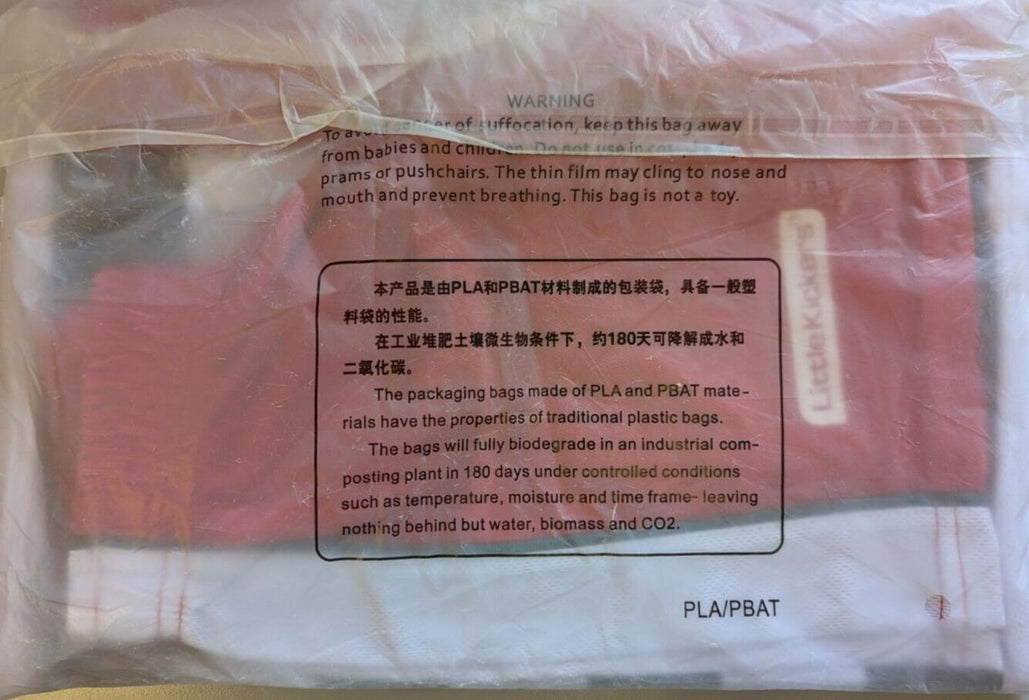 WARNING
To avoid danger of suffocation, keep this bag away
from babies and children. Do not use in
prams or pushchairs. The thin film may cling to nose and
mouth and prevent breathing. This bag is not a toy.
Little Kickers
本产品是由PLA和PBAT材料制成的包装袋，具备一般塑
料袋的性能。
在工业堆肥土壤微生物条件下，约180天可降解成水和
二氧化碳。
The packaging bags made of PLA and PBAT mate-
rials have the properties of traditional plastic bags.
The bags will fully biodegrade in an industrial com-
posting plant in 180 days under controlled conditions
such as temperature, moisture and time frame- leaving
nothing behind but water, biomass and CO2.
PLA/PBAT